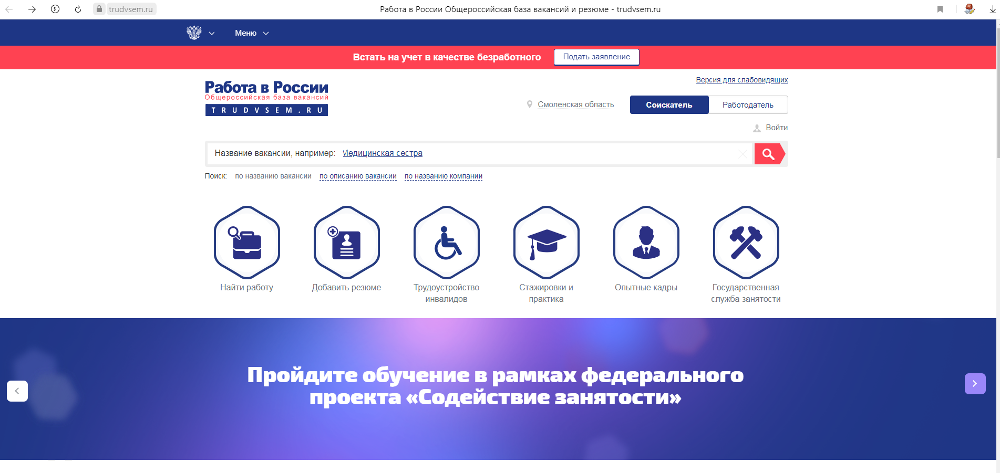 trudvsem.ru
Работа в России Общероссийская база вакансий и резюме - trudvsem.ru
Меню
Встать на учет в качестве безработного
Подать заявление
Версия для слабовидящих
Работа в России
Общероссийская база вакансий
TRUDVSEM.RU
Смоленская область
Соискатель
Работодатель
Войти
Название вакансии, например: Медицинская сестра
Поиск: по названию вакансии по описанию вакансии по названию компании
Найти работу
Добавить резюме
Трудоустройство
инвалидов
Стажировки и
практика
Опытные кадры
Государственная
служба занятости
Пройдите обучение в рамках федерального
проекта «Содействие занятости»